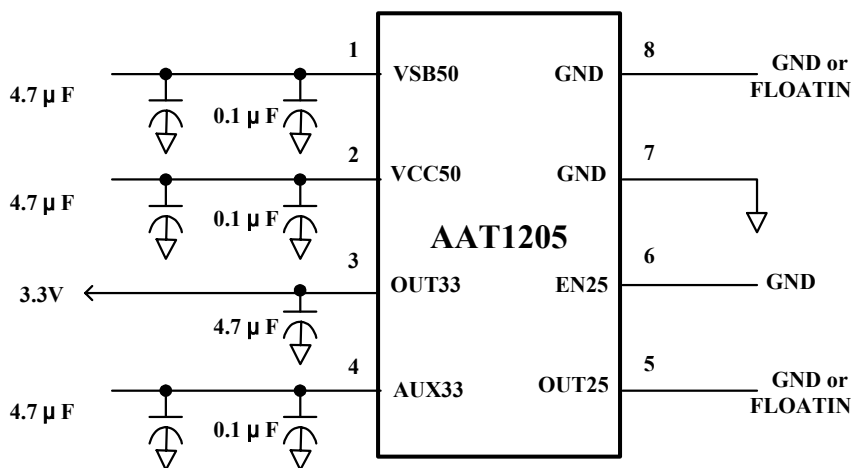 1
VSB50
GND
8
GND or
FLOATIN
4.7 μ F
0.1 μ F
2
VCC50
GND
7
4.7 μ F
0.1 μ F
AAT1205
3
OUT33
3.3V
EN25
6
GND
4.7 μ F
4
AUX33
OUT25
5
GND or
FLOATIN
4.7 μ F
0.1 μ F